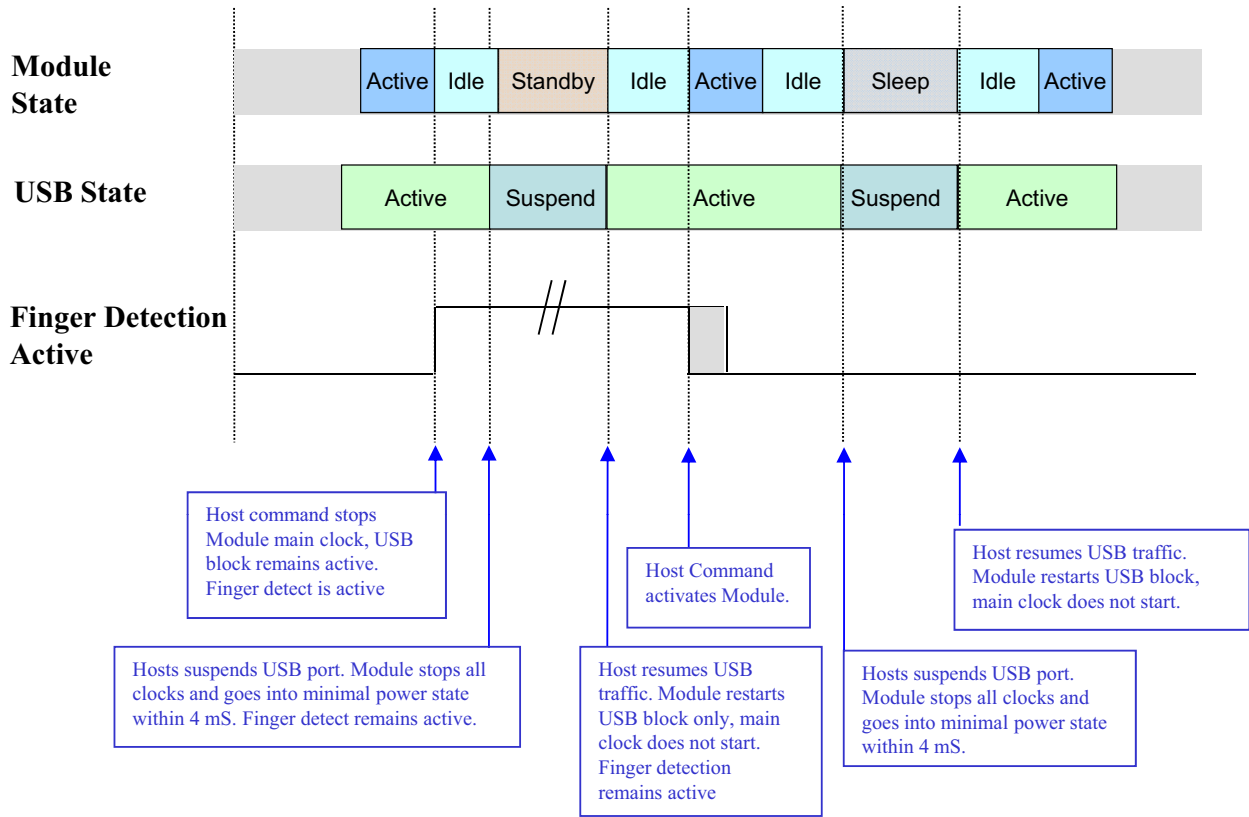 Module
State
Active
Idle
Standby
Idle
Active
Idle
Sleep
Idle
Active
USB State
Active
Suspend
Active
Suspend
Active
Finger Detection
Active
Host command stops
Module main clock, USB
block remains active.
Finger detect is active
Hosts suspends USB port. Module stops all
clocks and goes into minimal power state
within 4 mS. Finger detect remains active.
Host resumes USB
traffic. Module restarts
USB block only, main
clock does not start.
Finger detection
remains active
Host Command
activates Module.
Hosts suspends USB port.
Module stops all clocks and
goes into minimal power state
within 4 mS.
Host resumes USB traffic.
Module restarts USB block,
main clock does not start.